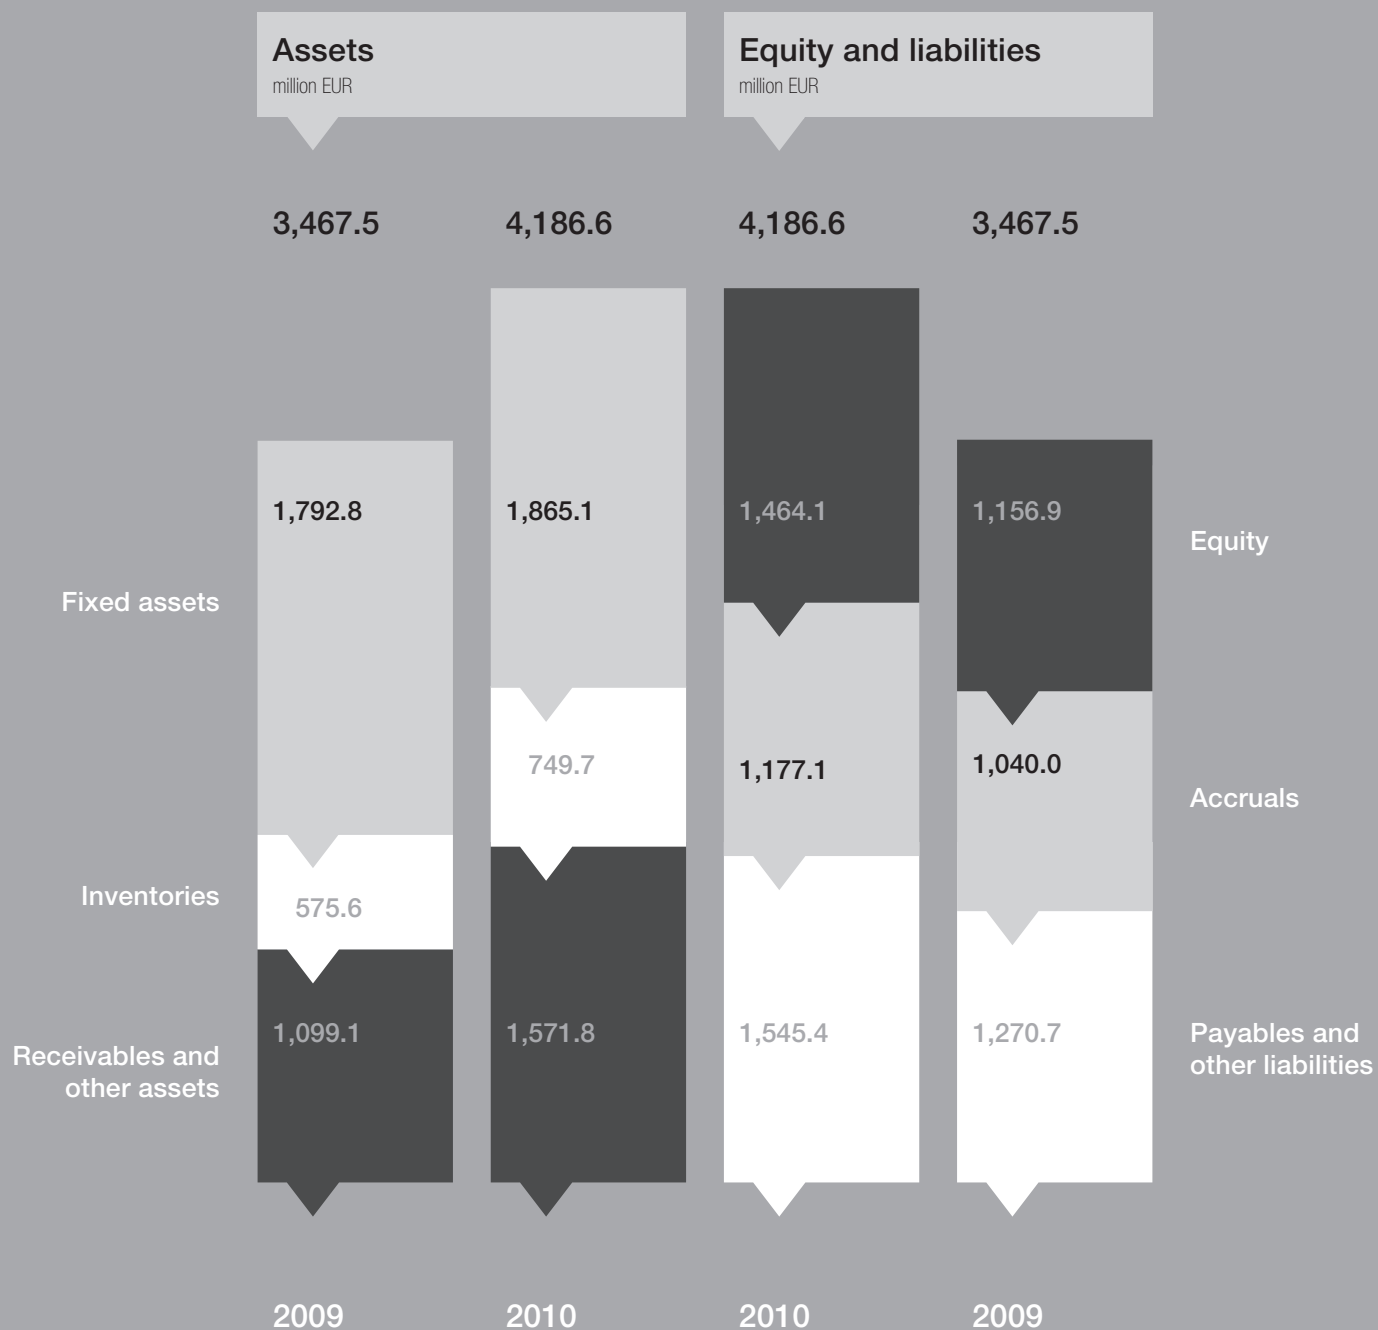 Assets
million EUR
Equity and liabilities
million EUR
3,467.5
4,186.6
4,186.6
3,467.5
1,792.8
1,865.1
1,464.1
1,156.9
Equity
Fixed assets
749.7
1,177.1
1,040.0
Accruals
Inventories
575.6
1,099.1
1,571.8
1,545.4
1,270.7
Receivables and
other assets
Payables and
other liabilities
2009
2010
2010
2009